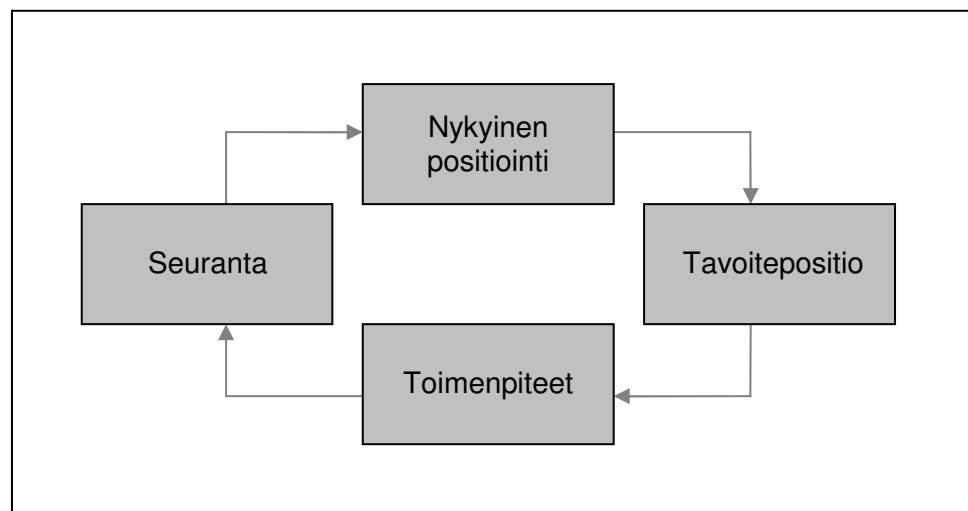 Nykyinen
positiointi
Seuranta
Tavoitepositio
Toimenpiteet